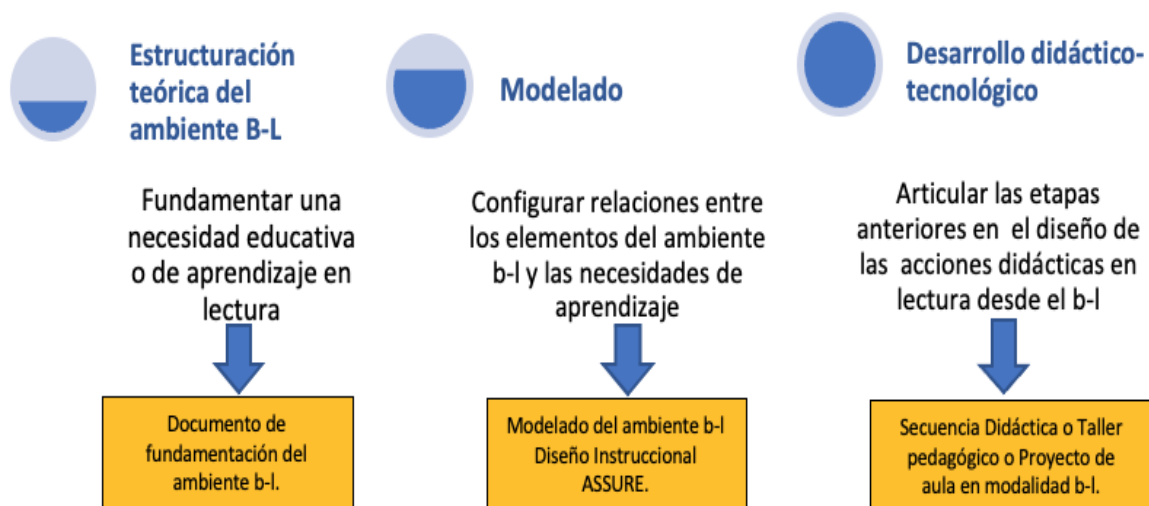 Estructuración
teórica del
ambiente B-L
Fundamentar una
necesidad educativa
o de aprendizaje en
lectura
Documento de
fundamentación del
ambiente b-l.
Modelado
Configurar relaciones entre
los elementos del ambiente
b-l y las necesidades de
aprendizaje
Modelado del ambiente b-l
Diseño Instruccional
ASSURE.
Desarrollo didáctico-
tecnológico
Articular las etapas
anteriores en el diseño de
las acciones didácticas en
lectura desde el b-l
Secuencia Didáctica o Taller
pedagógico o Proyecto de
aula en modalidad b-l.